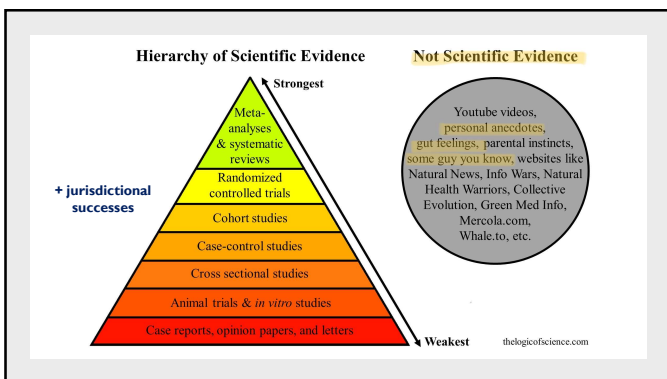 Hierarchy of Scientific Evidence
Strongest
Meta-
analyses
& systematic
reviews
Randomized
controlled trials
Cohort studies
Case-control studies
Cross sectional studies
Animal trials & in vitro studies
Case reports, opinion papers, and letters
Weakest
+ jurisdictional
successes
Not Scientific Evidence
Youtube videos,
personal anecdotes,
gut feelings, parental instincts,
some guy you know, websites like
Natural News, Info Wars, Natural
Health Warriors, Collective
Evolution, Green Med Info,
Mercola.com,
Whale.to, etc.
thelogicofscience.com